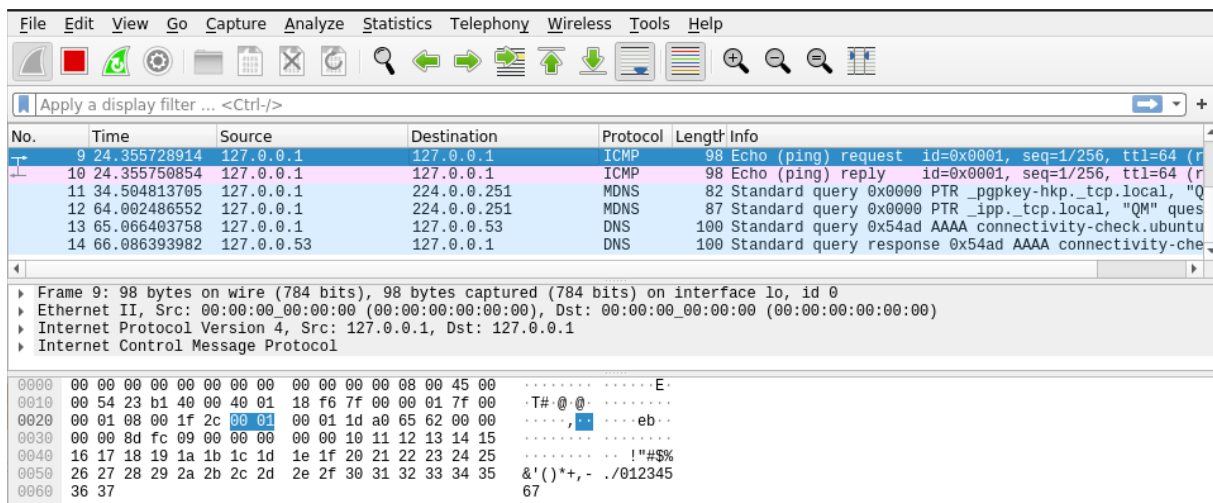 File Edit View Go Capture Analyze Statistics Telephony Wireless Tools Help
Apply a display filter ... <Ctrl-/>
No. Time Source Destination Protocol Length Info
9 24.355728914 127.0.0.1 127.0.0.1 ICMP 98 Echo (ping) request id=0x0001, seq=1/256, ttl=64 (r
10 24.355750854 127.0.0.1 127.0.0.1 ICMP 98 Echo (ping) reply id=0x0001, seq=1/256, ttl=64 (r
11 34.504813705 127.0.0.1 224.0.0.251 MDNS 82 Standard query 0x0000 PTR _pgpkey-hkp._tcp.local, "Q
12 64.002486552 127.0.0.1 224.0.0.251 MDNS 87 Standard query 0x0000 PTR _ipp._tcp.local, "QM" ques
13 65.066403758 127.0.0.1 127.0.0.53 DNS 100 Standard query 0x54ad AAAA connectivity-check.ubuntu
14 66.086393982 127.0.0.53 127.0.0.1 DNS 100 Standard query response 0x54ad AAAA connectivity-che
Frame 9: 98 bytes on wire (784 bits), 98 bytes captured (784 bits) on interface lo, id 0
Ethernet II, Src: 00:00:00_00:00:00 (00:00:00:00:00:00), Dst: 00:00:00_00:00:00 (00:00:00:00:00:00)
Internet Protocol Version 4, Src: 127.0.0.1, Dst: 127.0.0.1
Internet Control Message Protocol
0000 00 00 00 00 00 00 00 00 00 00 00 00 08 00 45 00 ········ ······E·
0010 00 54 23 b1 40 00 40 01 18 f6 7f 00 00 01 7f 00 ·T#·@·@· ········
0020 00 01 08 00 1f 2c 00 01 00 01 1d a0 65 62 00 00 ·····,·· ····eb··
0030 00 00 8d fc 09 00 00 00 00 00 10 11 12 13 14 15 ········ ········
0040 16 17 18 19 1a 1b 1c 1d 1e 1f 20 21 22 23 24 25 ········ ·· !"#$%
0050 26 27 28 29 2a 2b 2c 2d 2e 2f 30 31 32 33 34 35 &'()*+,- ./012345
0060 36 37 67